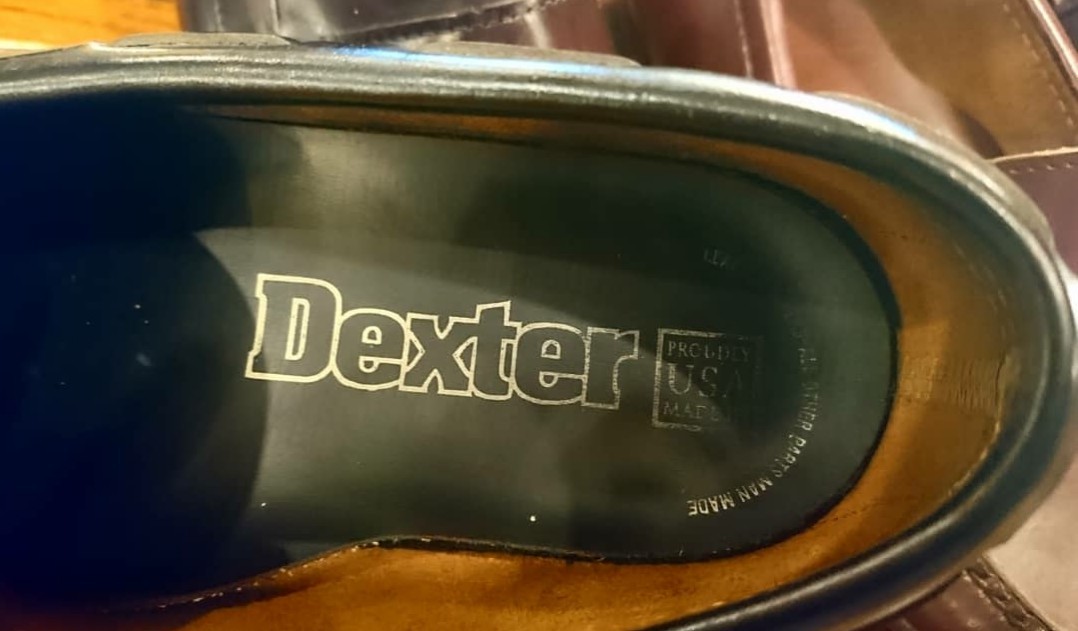 Dexter
PROUDLY
USA
MADE
OTHER PARTS MAN MADE